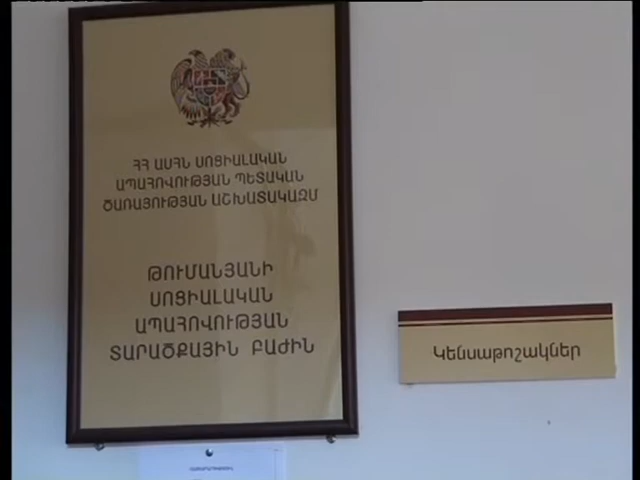 ՀՀ ԱՍՀՆ ՍՈՑԻԱԼԱԿԱՆ
ԱՊԱՀՈՎՈՒԹՅԱՆ ՊԵՏԱԿԱՆ
ԾԱՌԱՅՈՒԹՅԱՆ ԱՇԽԱՏԱԿԱԶՄ
ԹՈՒՄԱՆՅԱՆԻ
ՍՈՑԻԱԼԱԿԱՆ
ԱՊԱՀՈՎՈՒԹՅԱՆ
ՏԱՐԱԾՔԱՅԻՆ ԲԱԺԻՆ
Կենսաթոշակներ